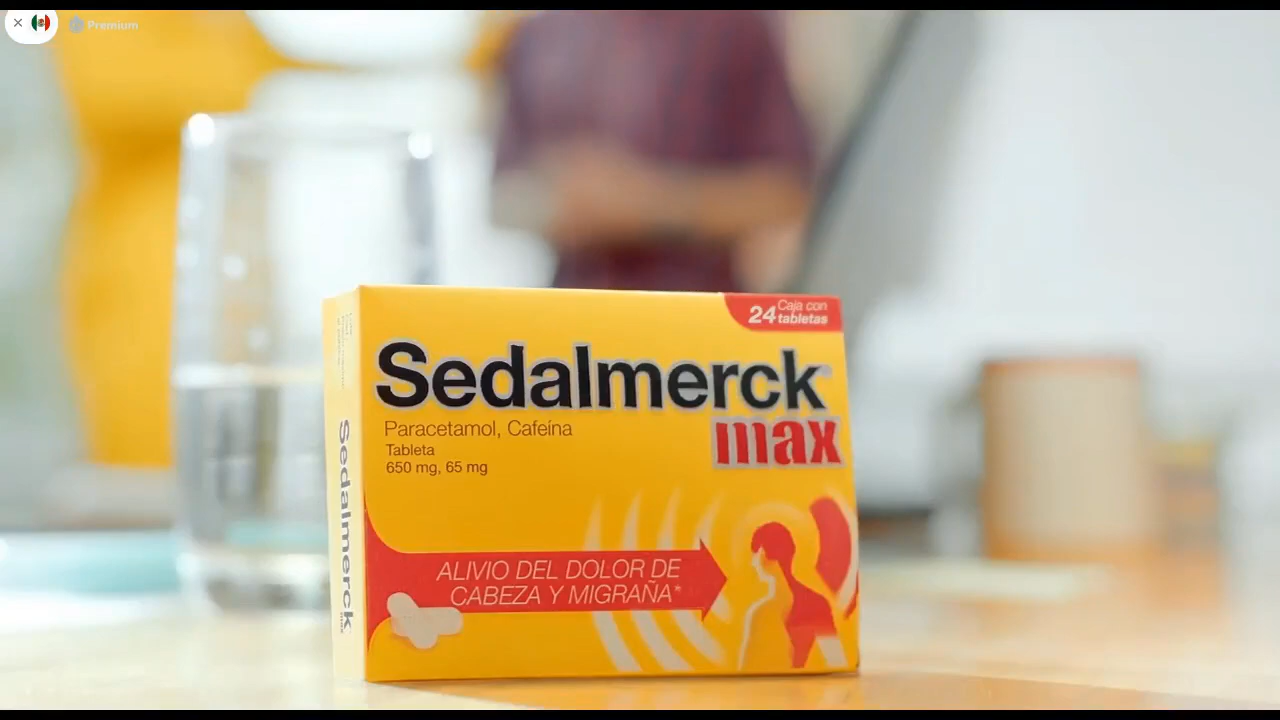 Premium
24 Caja con
tabletas
Sedalmerck
max
Paracetamol, Cafeína
Tableta
650 mg, 65 mg
ALIVIO DEL DOLOR DE
CABEZA Y MIGRAÑA*
Sedalmerck
max